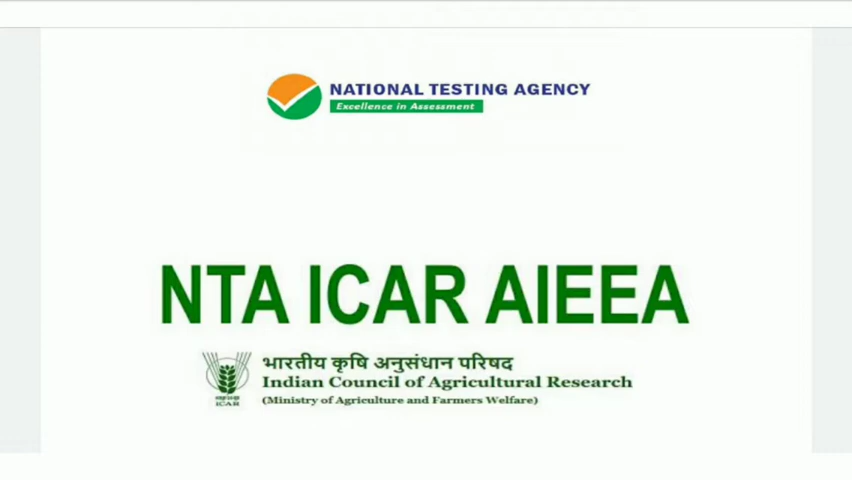 NATIONAL TESTING AGENCY
Excellence in Assessment
NTA ICAR AIEEA
भारतीय कृषि अनुसंधान परिषद
Indian Council of Agricultural Research
(Ministry of Agriculture and Farmers Welfare)
ICAR